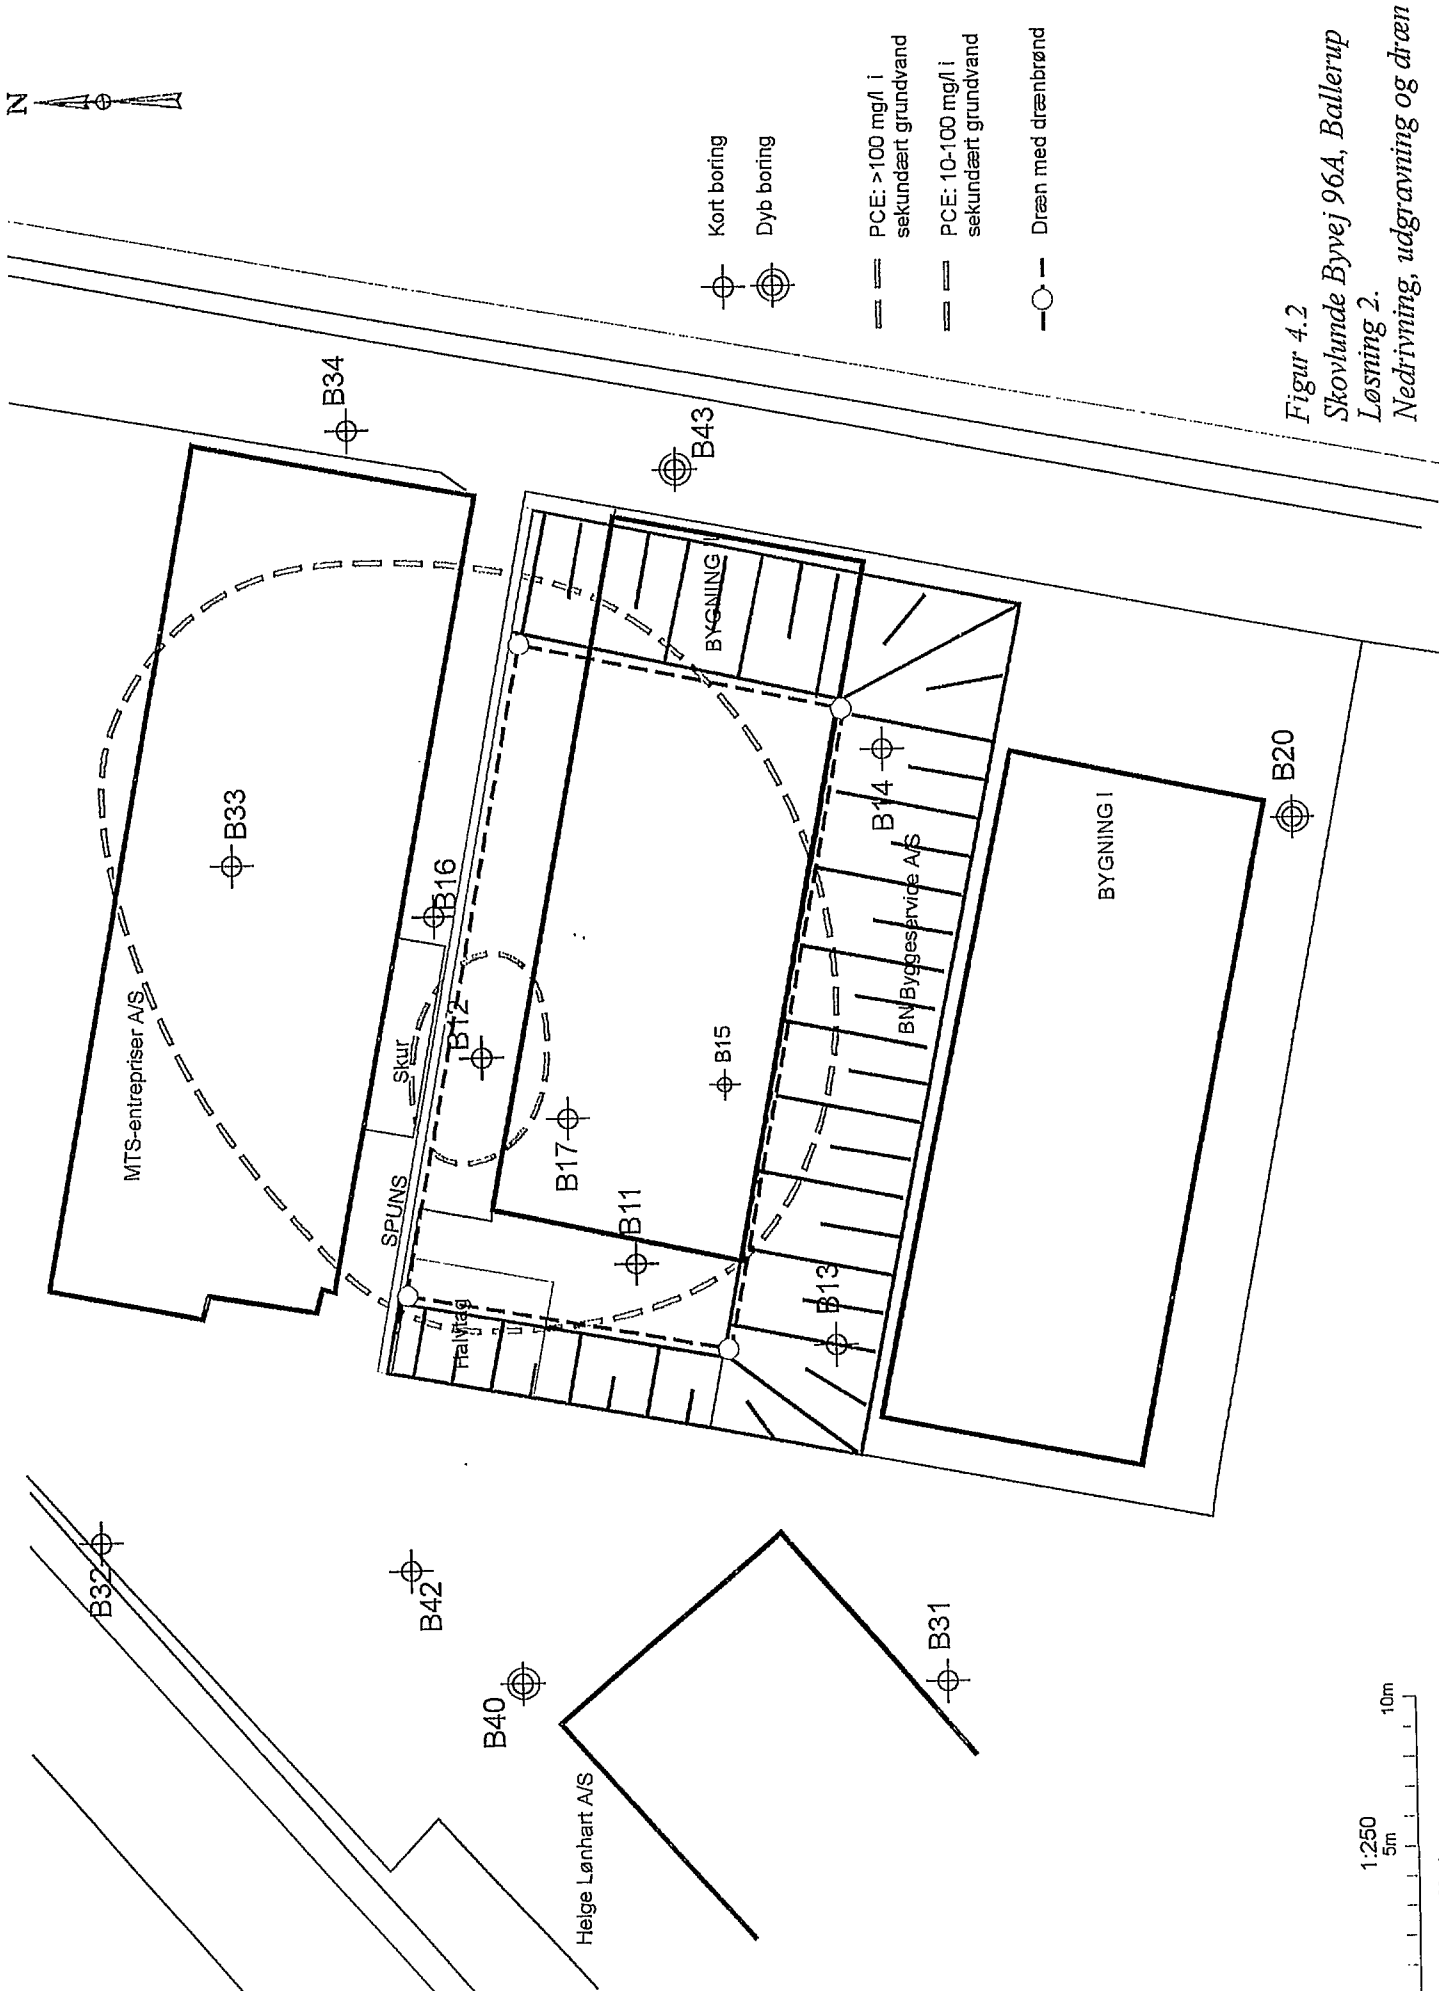 N
B34
B33
B43
B16
MTS-entrepriser A/S
Skur
B12
SPUNS
BYGNING
B17
B15
B11
B14
BN Byggeservice A/S
Halvtag
B13
BYGNING I
B20
B32
B42
B40
B31
Helge Lønhart A/S
Kort boring
Dyb boring
PCE: >100 mg/l i
sekundært grundvand
PCE: 10-100 mg/l i
sekundært grundvand
Dræn med drænbrønd
1:250
5m
10m
Figur 4.2
Skovlunde Byvej 96A, Ballerup
Løsning 2.
Nedrivning, udgravning og dræn